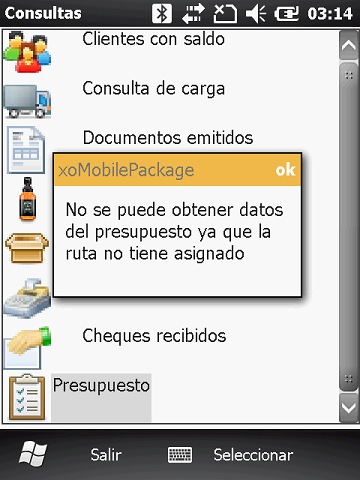 Consultas 03:14
Clientes con saldo
Consulta de carga
Documentos emitidos
xoMobilePackage ok
No se puede obtener datos
del presupuesto ya que la
ruta no tiene asignado
Cheques recibidos
Presupuesto
Salir Seleccionar